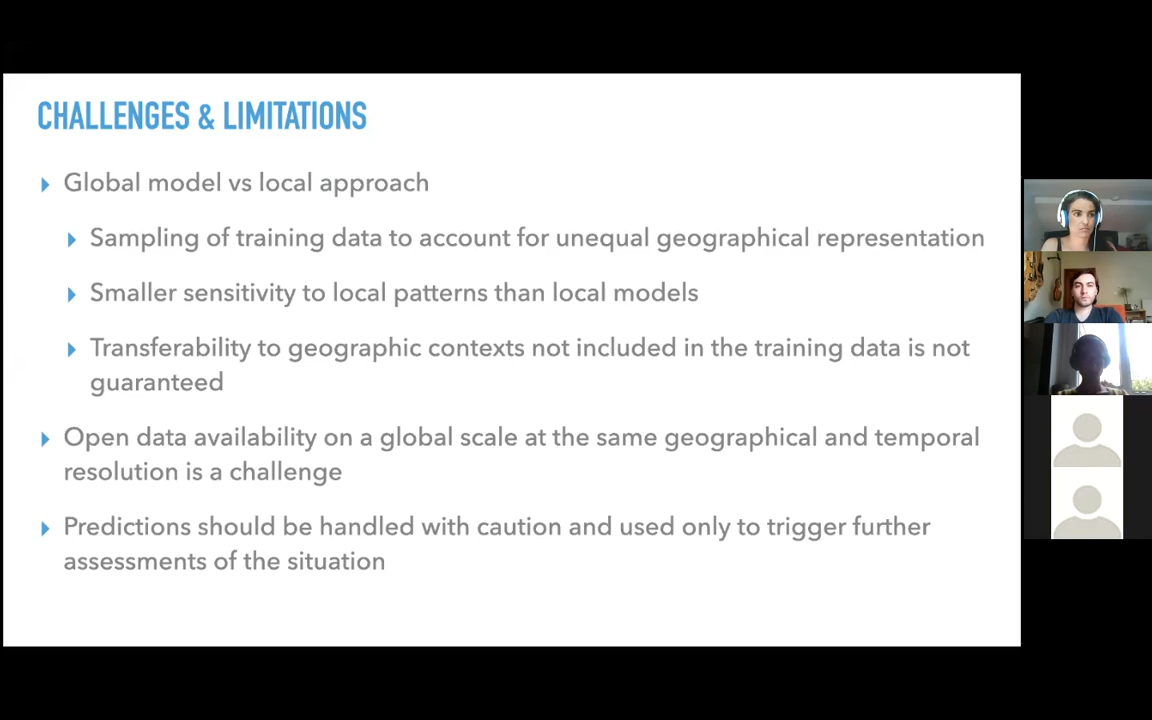 CHALLENGES & LIMITATIONS
Global model vs local approach
Sampling of training data to account for unequal geographical representation
Smaller sensitivity to local patterns than local models
Transferability to geographic contexts not included in the training data is not
guaranteed
Open data availability on a global scale at the same geographical and temporal
resolution is a challenge
Predictions should be handled with caution and used only to trigger further
assessments of the situation